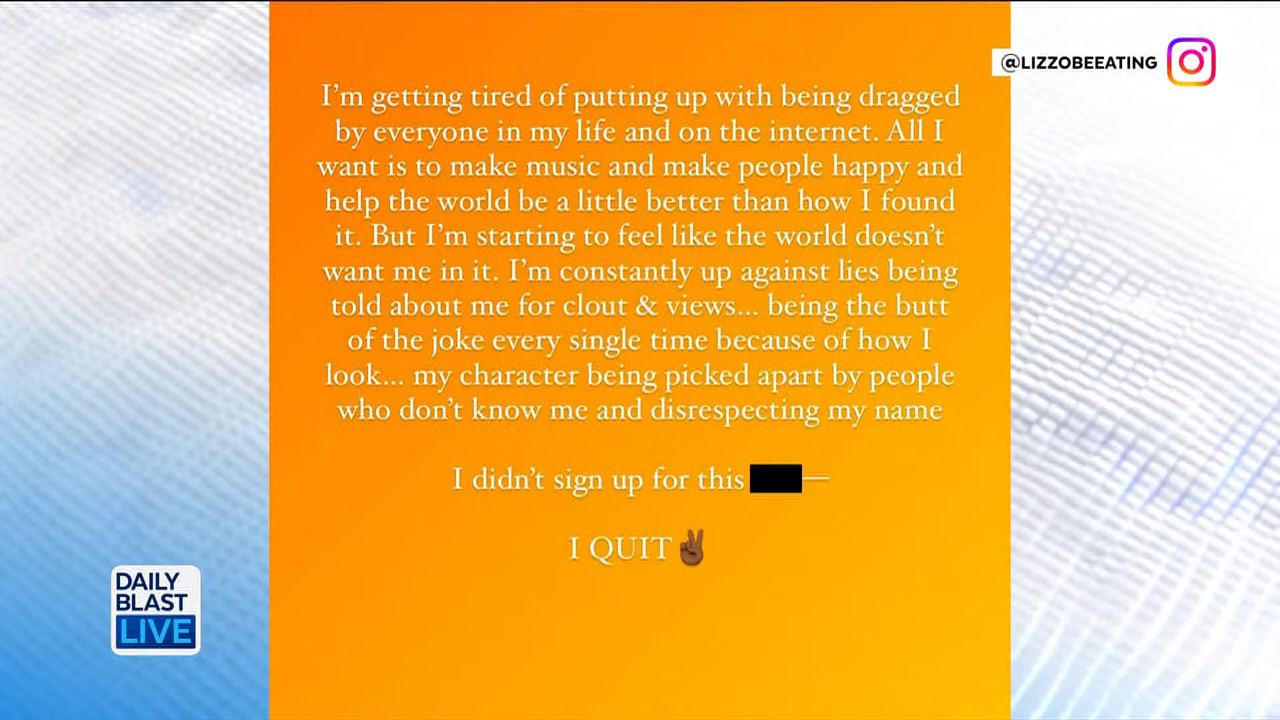 @LIZZOBEEATING
I'm getting tired of putting up with being dragged
by everyone in my life and on the internet. All I
want is to make music and make people happy and
help the world be a little better than how I found
it. But I'm starting to feel like the world doesn't
want me in it. I'm constantly up against lies being
told about me for clout & views... being the butt
of the joke every single time because of how I
look... my character being picked apart by people
who don't know me and disrespecting my name
I didn't sign up for this —
I QUIT✌🏾
DAILY
BLAST
LIVE